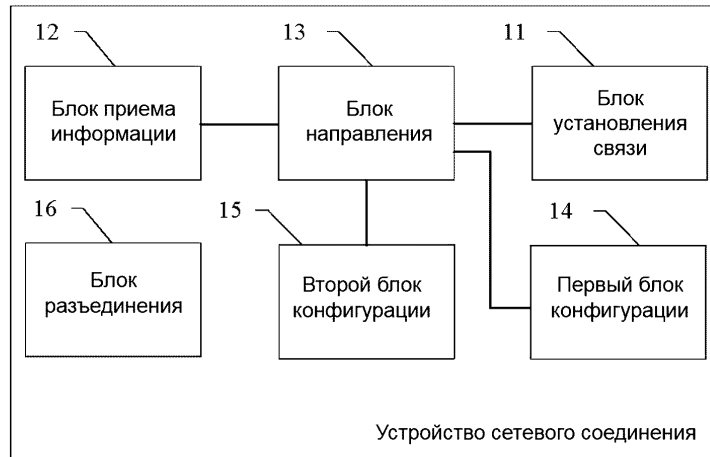 12
13
11
Блок приема
информации
Блок
направления
Блок
установления
связи
16
15
14
Блок
разъединения
Второй блок
конфигурации
Первый блок
конфигурации
Устройство сетевого соединения